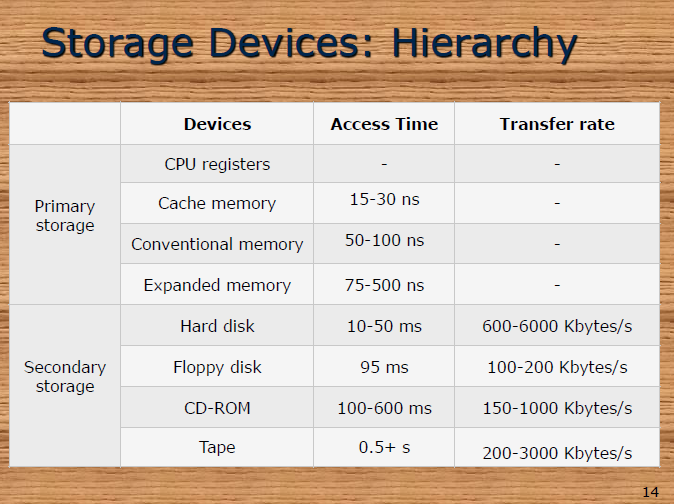 Storage Devices: Hierarchy
Devices Access Time Transfer rate
Primary storage
CPU registers - -
Cache memory 15-30 ns -
Conventional memory 50-100 ns -
Expanded memory 75-500 ns -
Secondary storage
Hard disk 10-50 ms 600-6000 Kbytes/s
Floppy disk 95 ms 100-200 Kbytes/s
CD-ROM 100-600 ms 150-1000 Kbytes/s
Tape 0.5+ s 200-3000 Kbytes/s
14